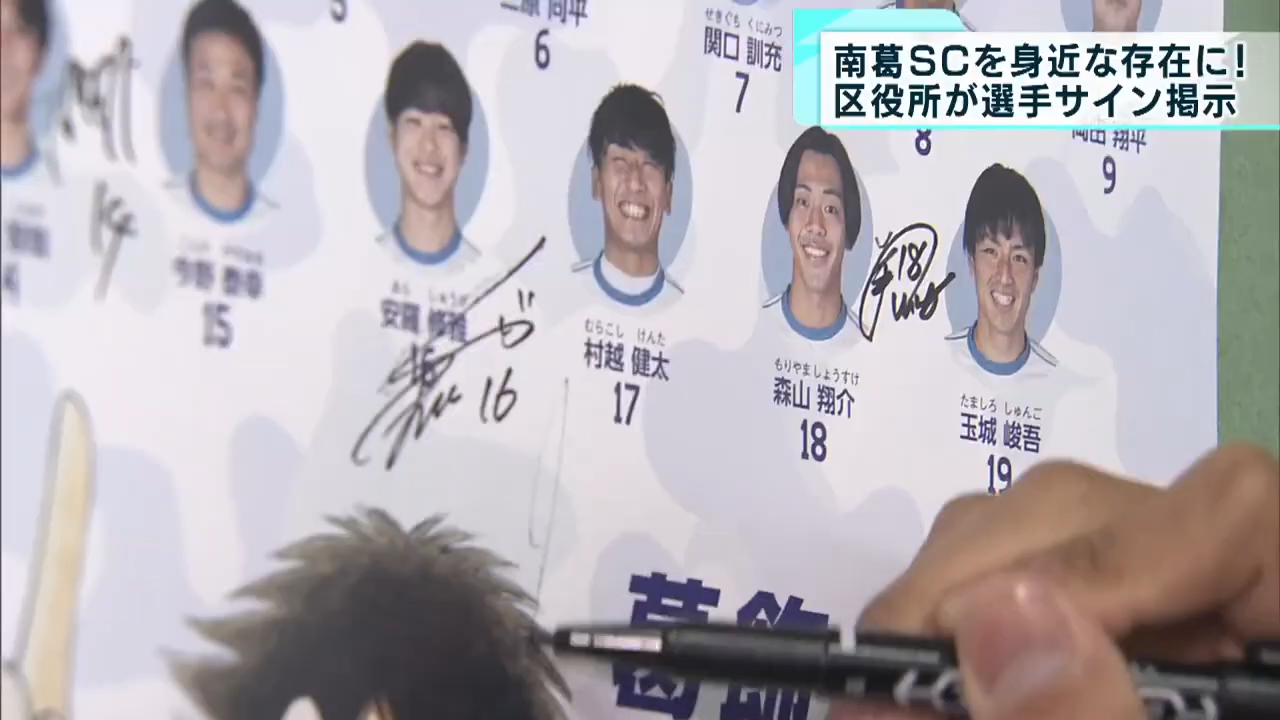 南葛SCを身近な存在に!
区役所が選手サイン掲示
5
6
せきぐち くにみつ
関口 訓充
7
8
岡田 翔平
9
14
今野 泰幸
15
あら しゅうが
安羅 修雅
16
16
むらこし けんた
村越 健太
17
もりやま しょうすけ
森山 翔介
18
18
たましろ しゅんご
玉城 峻吾
19
葛飾